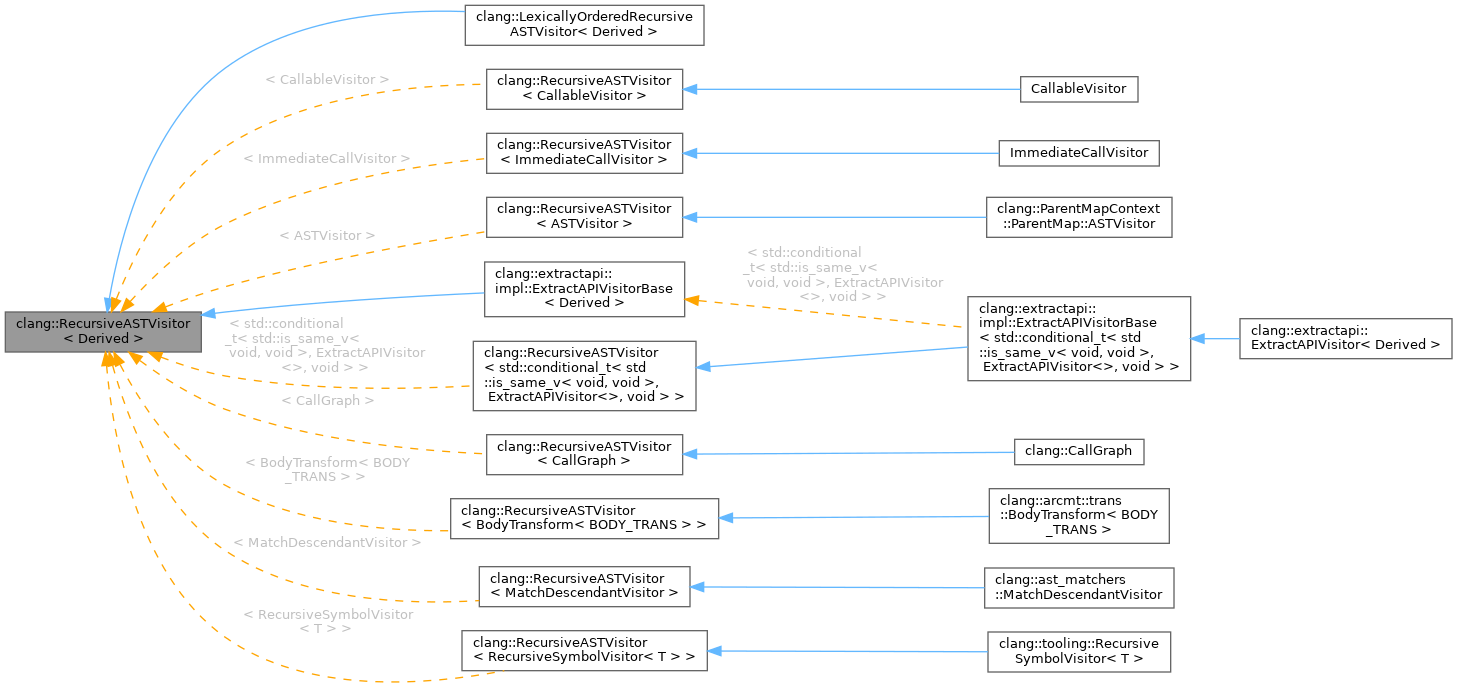 clang::LexicallyOrderedRecursive
ASTVisitor< Derived >
< CallableVisitor >
clang::RecursiveASTVisitor
< CallableVisitor >
CallableVisitor
< ImmediateCallVisitor >
clang::RecursiveASTVisitor
< ImmediateCallVisitor >
ImmediateCallVisitor
< ASTVisitor >
clang::RecursiveASTVisitor
< ASTVisitor >
clang::ParentMapContext
::ParentMap::ASTVisitor
clang::extractapi::
impl::ExtractAPIVisitorBase
< Derived >
< std::conditional
_t< std::is_same_v<
void, void >, ExtractAPIVisitor
<>, void > >
clang::RecursiveASTVisitor
< Derived >
< std::conditional
_t< std::is_same_v<
void, void >, ExtractAPIVisitor
<>, void > >
clang::RecursiveASTVisitor
< std::conditional_t< std
::is_same_v< void, void >,
ExtractAPIVisitor<>, void > >
clang::extractapi::
impl::ExtractAPIVisitorBase
< std::conditional_t< std
::is_same_v< void, void >,
ExtractAPIVisitor<>, void > >
clang::extractapi::
ExtractAPIVisitor< Derived >
< CallGraph >
clang::RecursiveASTVisitor
< CallGraph >
clang::CallGraph
< BodyTransform< BODY
_TRANS > >
clang::RecursiveASTVisitor
< BodyTransform< BODY_TRANS > >
clang::arcmt::trans
::BodyTransform< BODY
_TRANS >
< MatchDescendantVisitor >
clang::RecursiveASTVisitor
< MatchDescendantVisitor >
clang::ast_matchers
::MatchDescendantVisitor
< RecursiveSymbolVisitor
< T > >
clang::RecursiveASTVisitor
< RecursiveSymbolVisitor< T > >
clang::tooling::Recursive
SymbolVisitor< T >